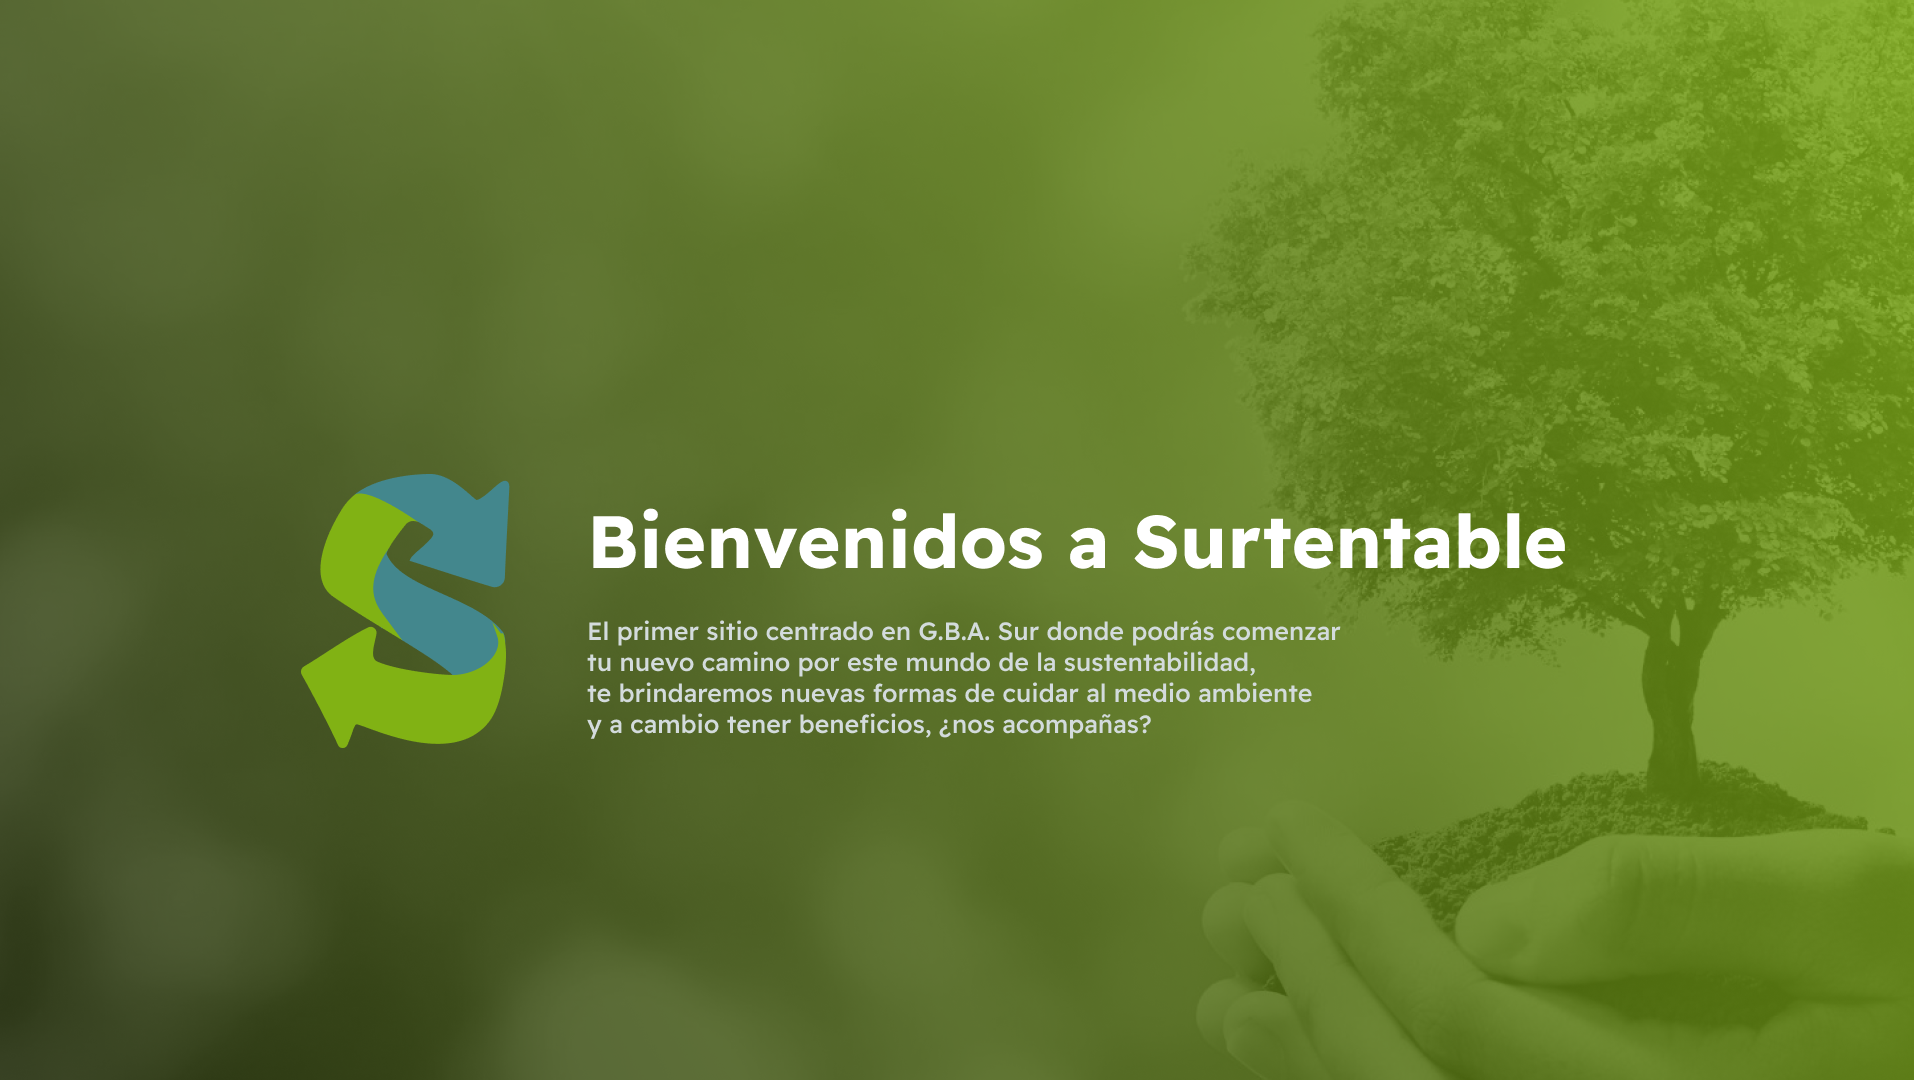 Bienvenidos a Surtentable
El primer sitio centrado en G.B.A. Sur donde podrás comenzar
tu nuevo camino por este mundo de la sustentabilidad,
te brindaremos nuevas formas de cuidar al medio ambiente
y a cambio tener beneficios, ¿nos acompañas?